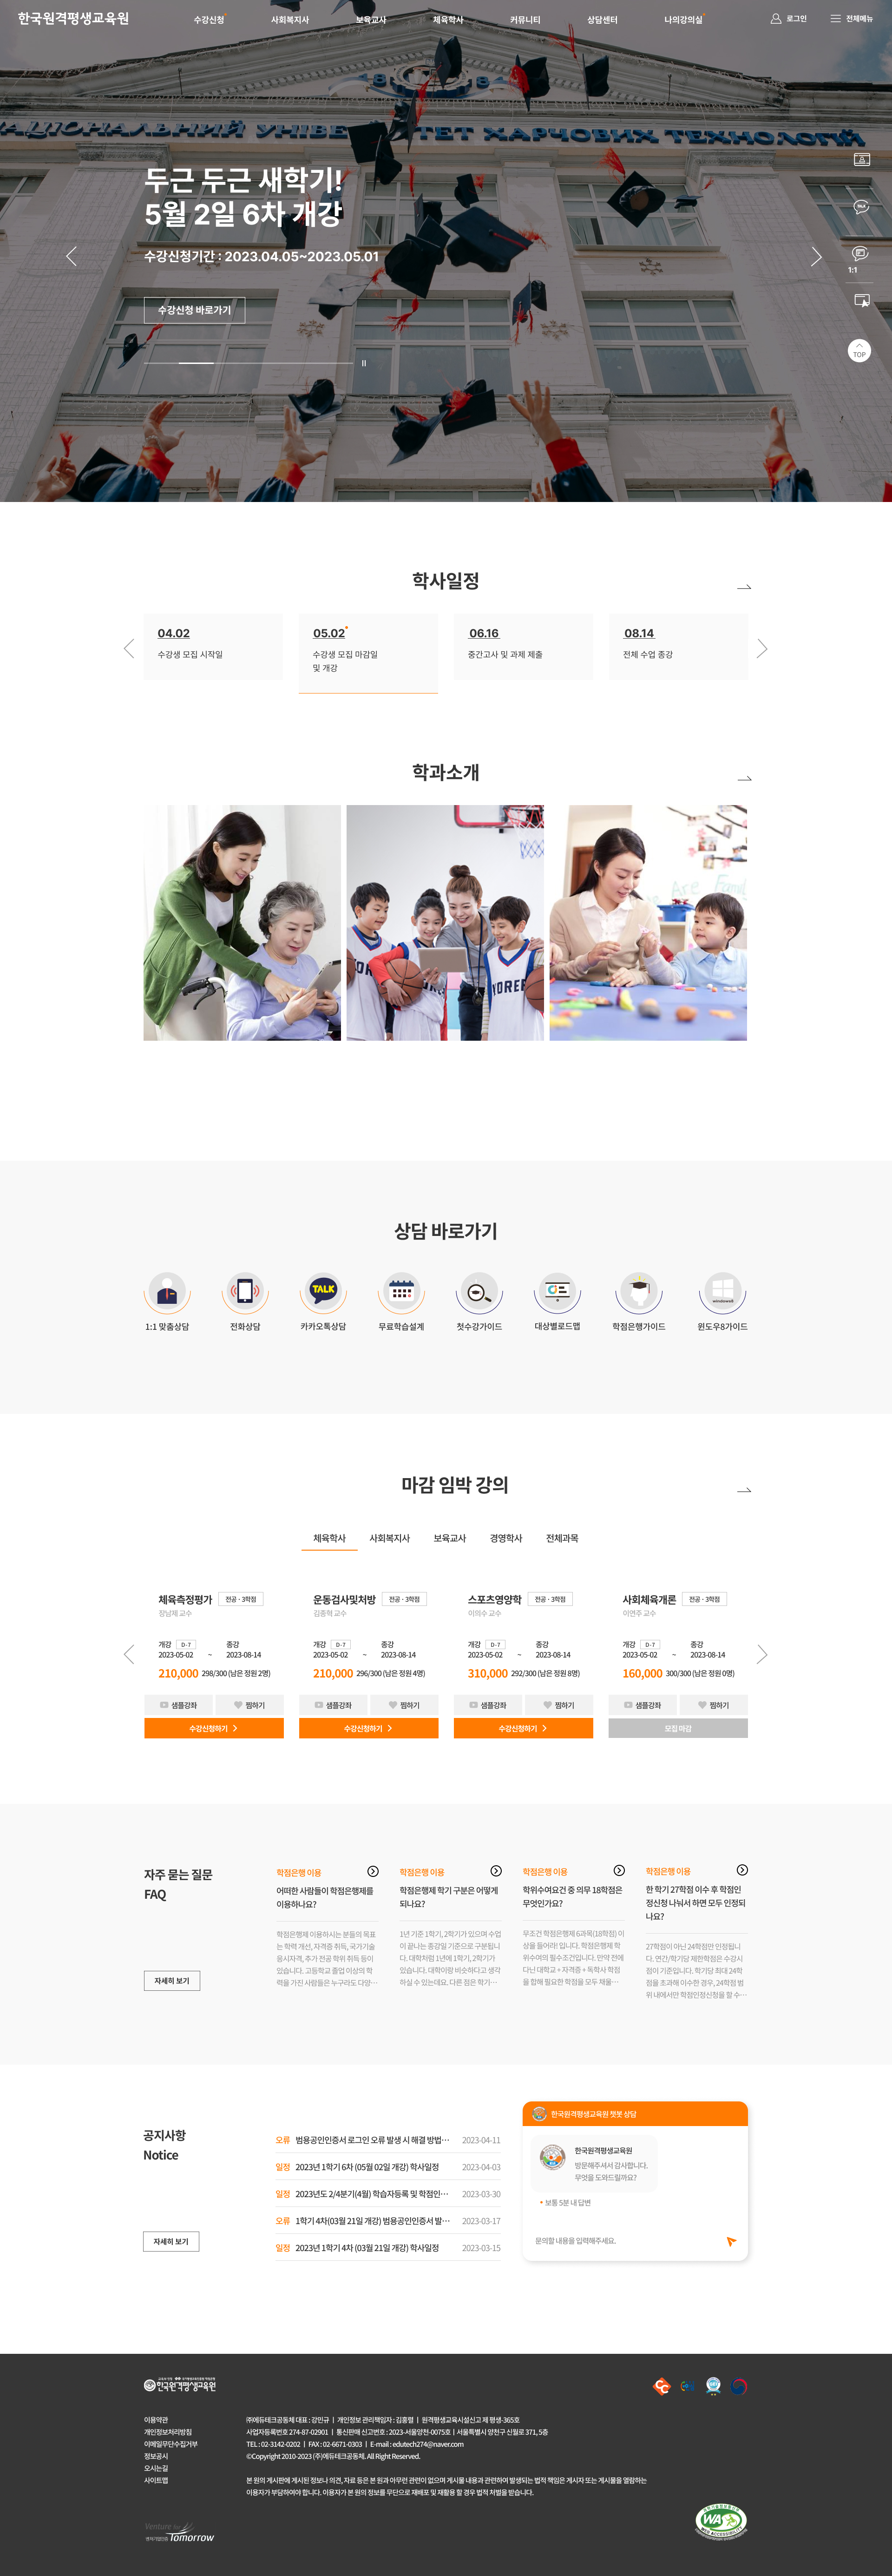 한국원격평생교육원
수강신청
사회복지사
보육교사
체육학사
커뮤니티
상담센터
나의강의실
로그인
전체메뉴
두근 두근 새학기!
5월 2일 6차 개강
수강신청기간 : 2023.04.05~2023.05.01
수강신청 바로가기
1:1
TOP
학사일정
04.02
수강생 모집 시작일
05.02
수강생 모집 마감일
및 개강
06.16
중간고사 및 과제 제출
08.14
전체 수업 종강
학과소개
상담 바로가기
TALK
1:1 맞춤상담
전화상담
카카오톡상담
무료학습설계
첫수강가이드
대상별로드맵
학점은행가이드
윈도우8가이드
마감 임박 강의
체육학사
사회복지사
보육교사
경영학사
전체과목
체육측정평가 전공 · 3학점
장남제 교수
개강 D-7 종강
2023-05-02 ~ 2023-08-14
210,000 298/300 (남은 정원 2명)
샘플강좌 찜하기
수강신청하기
운동검사및처방 전공 · 3학점
김종혁 교수
개강 D-7 종강
2023-05-02 ~ 2023-08-14
210,000 296/300 (남은 정원 4명)
샘플강좌 찜하기
수강신청하기
스포츠영양학 전공 · 3학점
이의수 교수
개강 D-7 종강
2023-05-02 ~ 2023-08-14
310,000 292/300 (남은 정원 8명)
샘플강좌 찜하기
수강신청하기
사회체육개론 전공 · 3학점
이연주 교수
개강 D-7 종강
2023-05-02 ~ 2023-08-14
160,000 300/300 (남은 정원 0명)
샘플강좌 찜하기
모집 마감
자주 묻는 질문
FAQ
자세히 보기
학점은행 이용
어떠한 사람들이 학점은행제를
이용하나요?
학점은행제 이용하시는 분들의 목표
는 학력 개선, 자격증 취득, 국가기술
응시자격, 추가 전공 학위 취득 등이
있습니다. 고등학교 졸업 이상의 학
력을 가진 사람들은 누구라도 다양…
학점은행 이용
학점은행제 학기 구분은 어떻게
되나요?
1년 기준 1학기, 2학기가 있으며 수업
이 끝나는 종강일 기준으로 구분됩니
다. 대학처럼 1년에 1학기, 2학기가
있습니다. 대학이랑 비슷하다고 생각
하실 수 있는데요. 다른 점은 학기…
학점은행 이용
학위수여요건 중 의무 18학점은
무엇인가요?
무조건 학점은행제 6과목(18학점) 이
상을 들어라! 입니다. 학점은행제 학
위수여의 필수조건입니다. 만약 전에
다닌 대학교 + 자격증 + 독학사 학점
을 합해 필요한 학점을 모두 채울…
학점은행 이용
한 학기 27학점 이수 후 학점인
정신청 나눠서 하면 모두 인정되
나요?
27학점이 아닌 24학점만 인정됩니
다. 연간/학기당 제한학점은 수강시
점이 기준입니다. 학기당 최대 24학
점을 초과해 이수한 경우, 24학점 범
위 내에서만 학점인정신청을 할 수…
공지사항
Notice
자세히 보기
오류 범용공인인증서 로그인 오류 발생 시 해결 방법… 2023-04-11
일정 2023년 1학기 6차 (05월 02일 개강) 학사일정 2023-04-03
일정 2023년도 2/4분기(4월) 학습자등록 및 학점인… 2023-03-30
오류 1학기 4차(03월 21일 개강) 범용공인인증서 발… 2023-03-17
일정 2023년 1학기 4차 (03월 21일 개강) 학사일정 2023-03-15
한국원격평생교육원 챗봇 상담
한국원격평생교육원
방문해주셔서 감사합니다.
무엇을 도와드릴까요?
보통 5분 내 답변
문의할 내용을 입력해주세요.
한국원격평생교육원
이용약관
개인정보처리방침
이메일무단수집거부
정보공시
오시는길
사이트맵
㈜에듀테크공동체 대표 : 강인규 ㅣ 개인정보 관리책임자 : 김홍렬 ㅣ 원격평생교육시설신고 제 평생-365호
사업자등록번호 274-87-02901 ㅣ 통신판매 신고번호 : 2023-서울양천-0075호ㅣ서울특별시 양천구 신월로 371, 5층
TEL : 02-3142-0202 ㅣ FAX : 02-6671-0303 ㅣ E-mail : edutech274@naver.com
©Copyright 2010-2023 (주)에듀테크공동체. All Right Reserved.
본 원의 게시판에 게시된 정보나 의견, 자료 등은 본 원과 아무런 관련이 없으며 게시물 내용과 관련하여 발생되는 법적 책임은 게시자 또는 게시물을 열람하는
이용자가 부담하여야 합니다. 이용자가 본 원의 정보를 무단으로 재배포 및 재활용 할 경우 법적 처벌을 받습니다.
Venture for
벤처기업인증 Tomorrow
WA
WEB ACCESSIBILITY